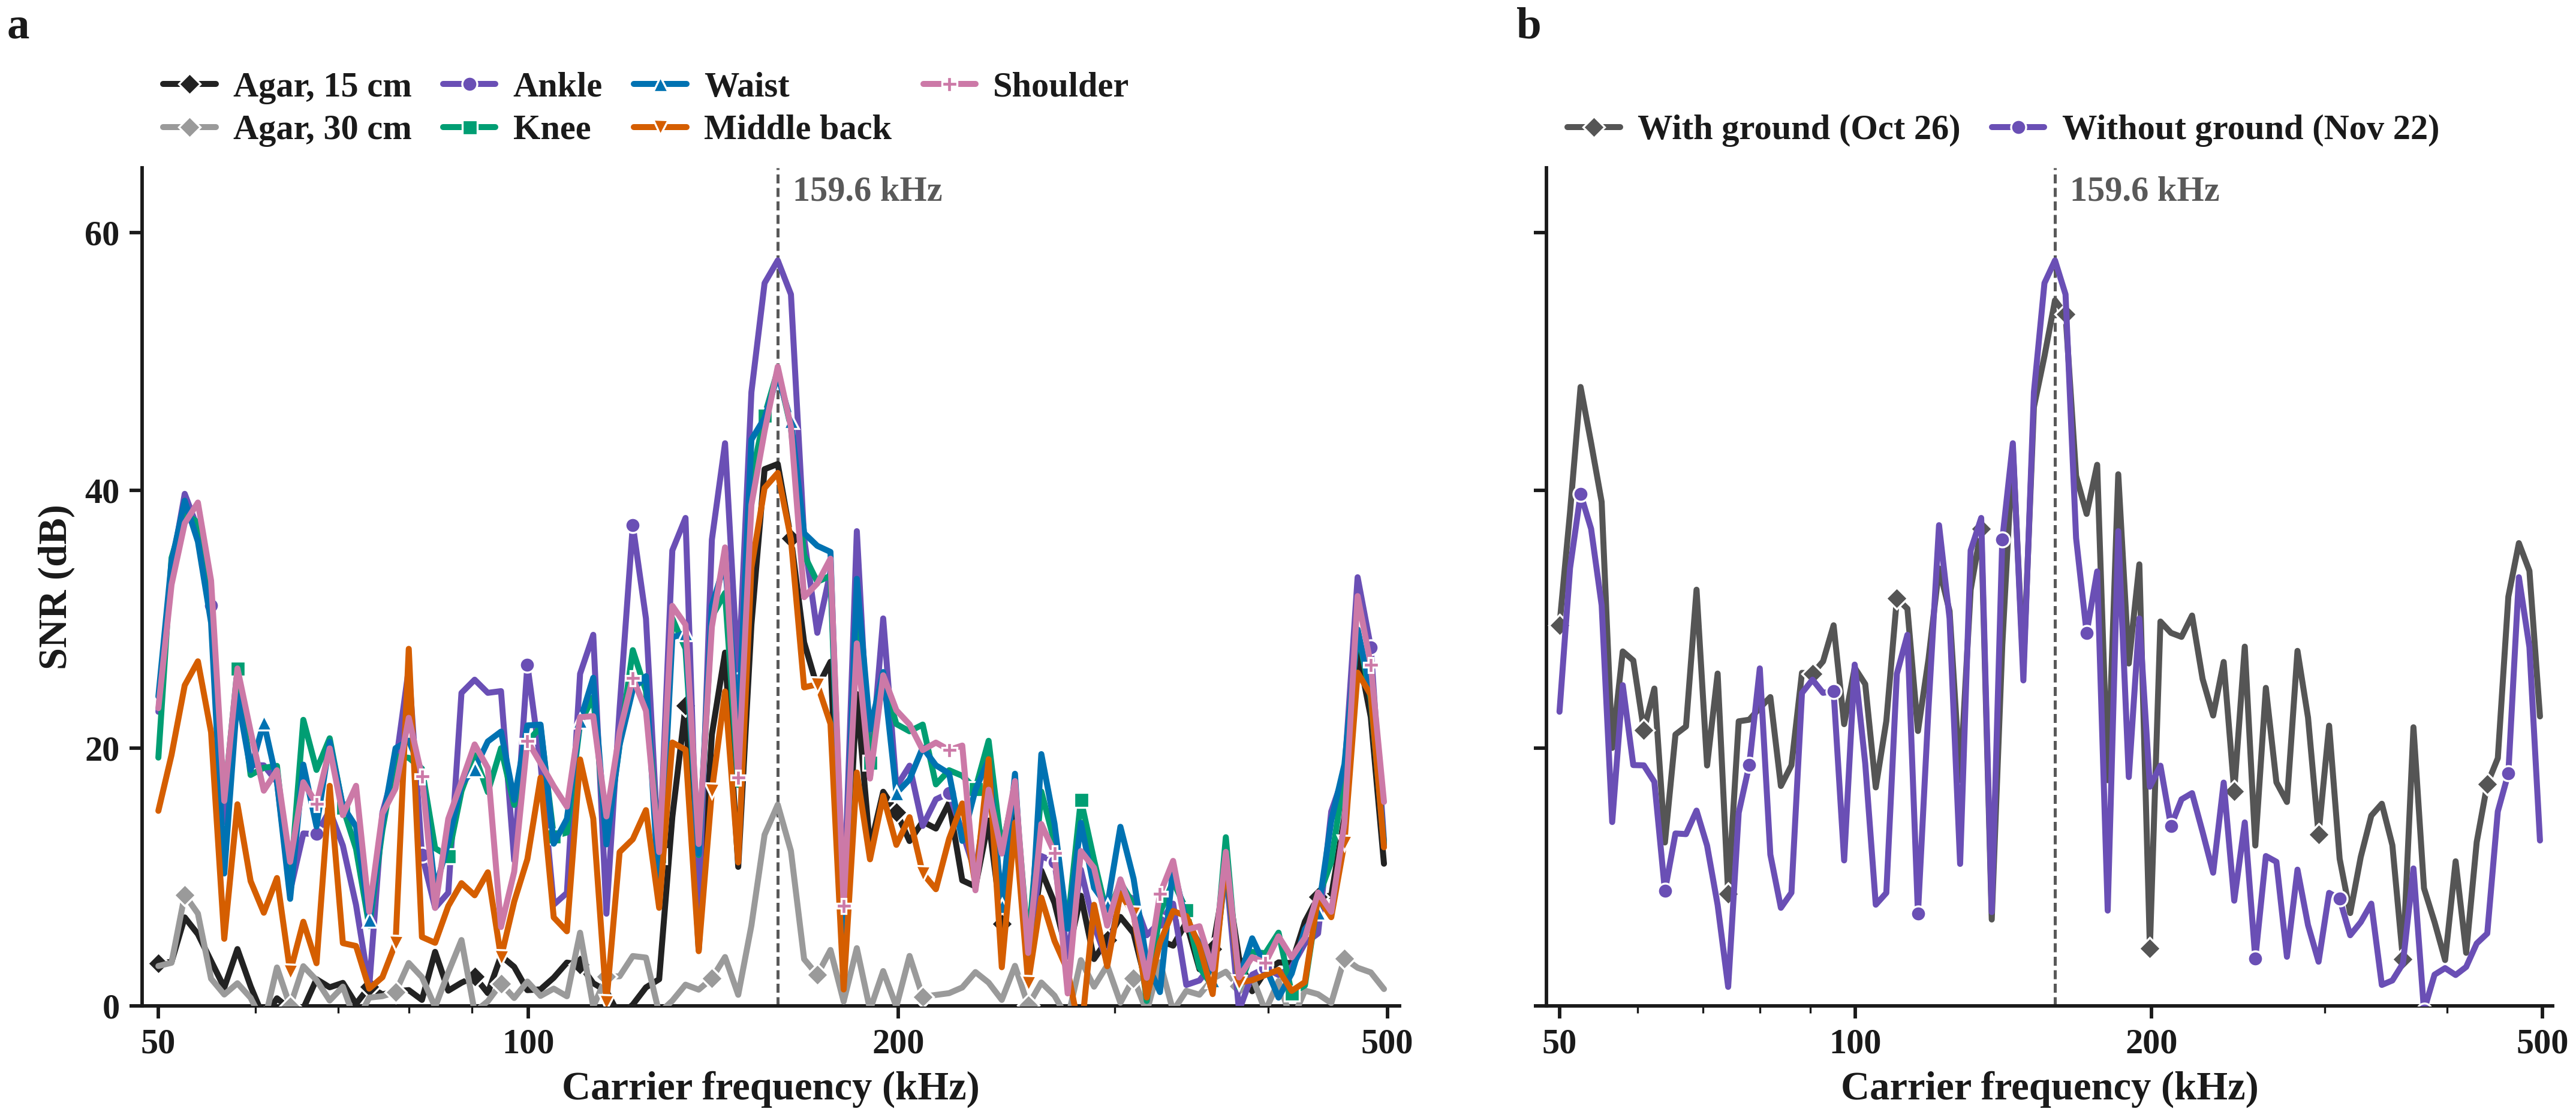 a
b
Agar, 15 cm Ankle Waist Shoulder
Agar, 30 cm Knee Middle back
With ground (Oct 26) Without ground (Nov 22)
159.6 kHz
159.6 kHz
60
40
20
0
SNR (dB)
50 100 200 500
50 100 200 500
Carrier frequency (kHz)
Carrier frequency (kHz)